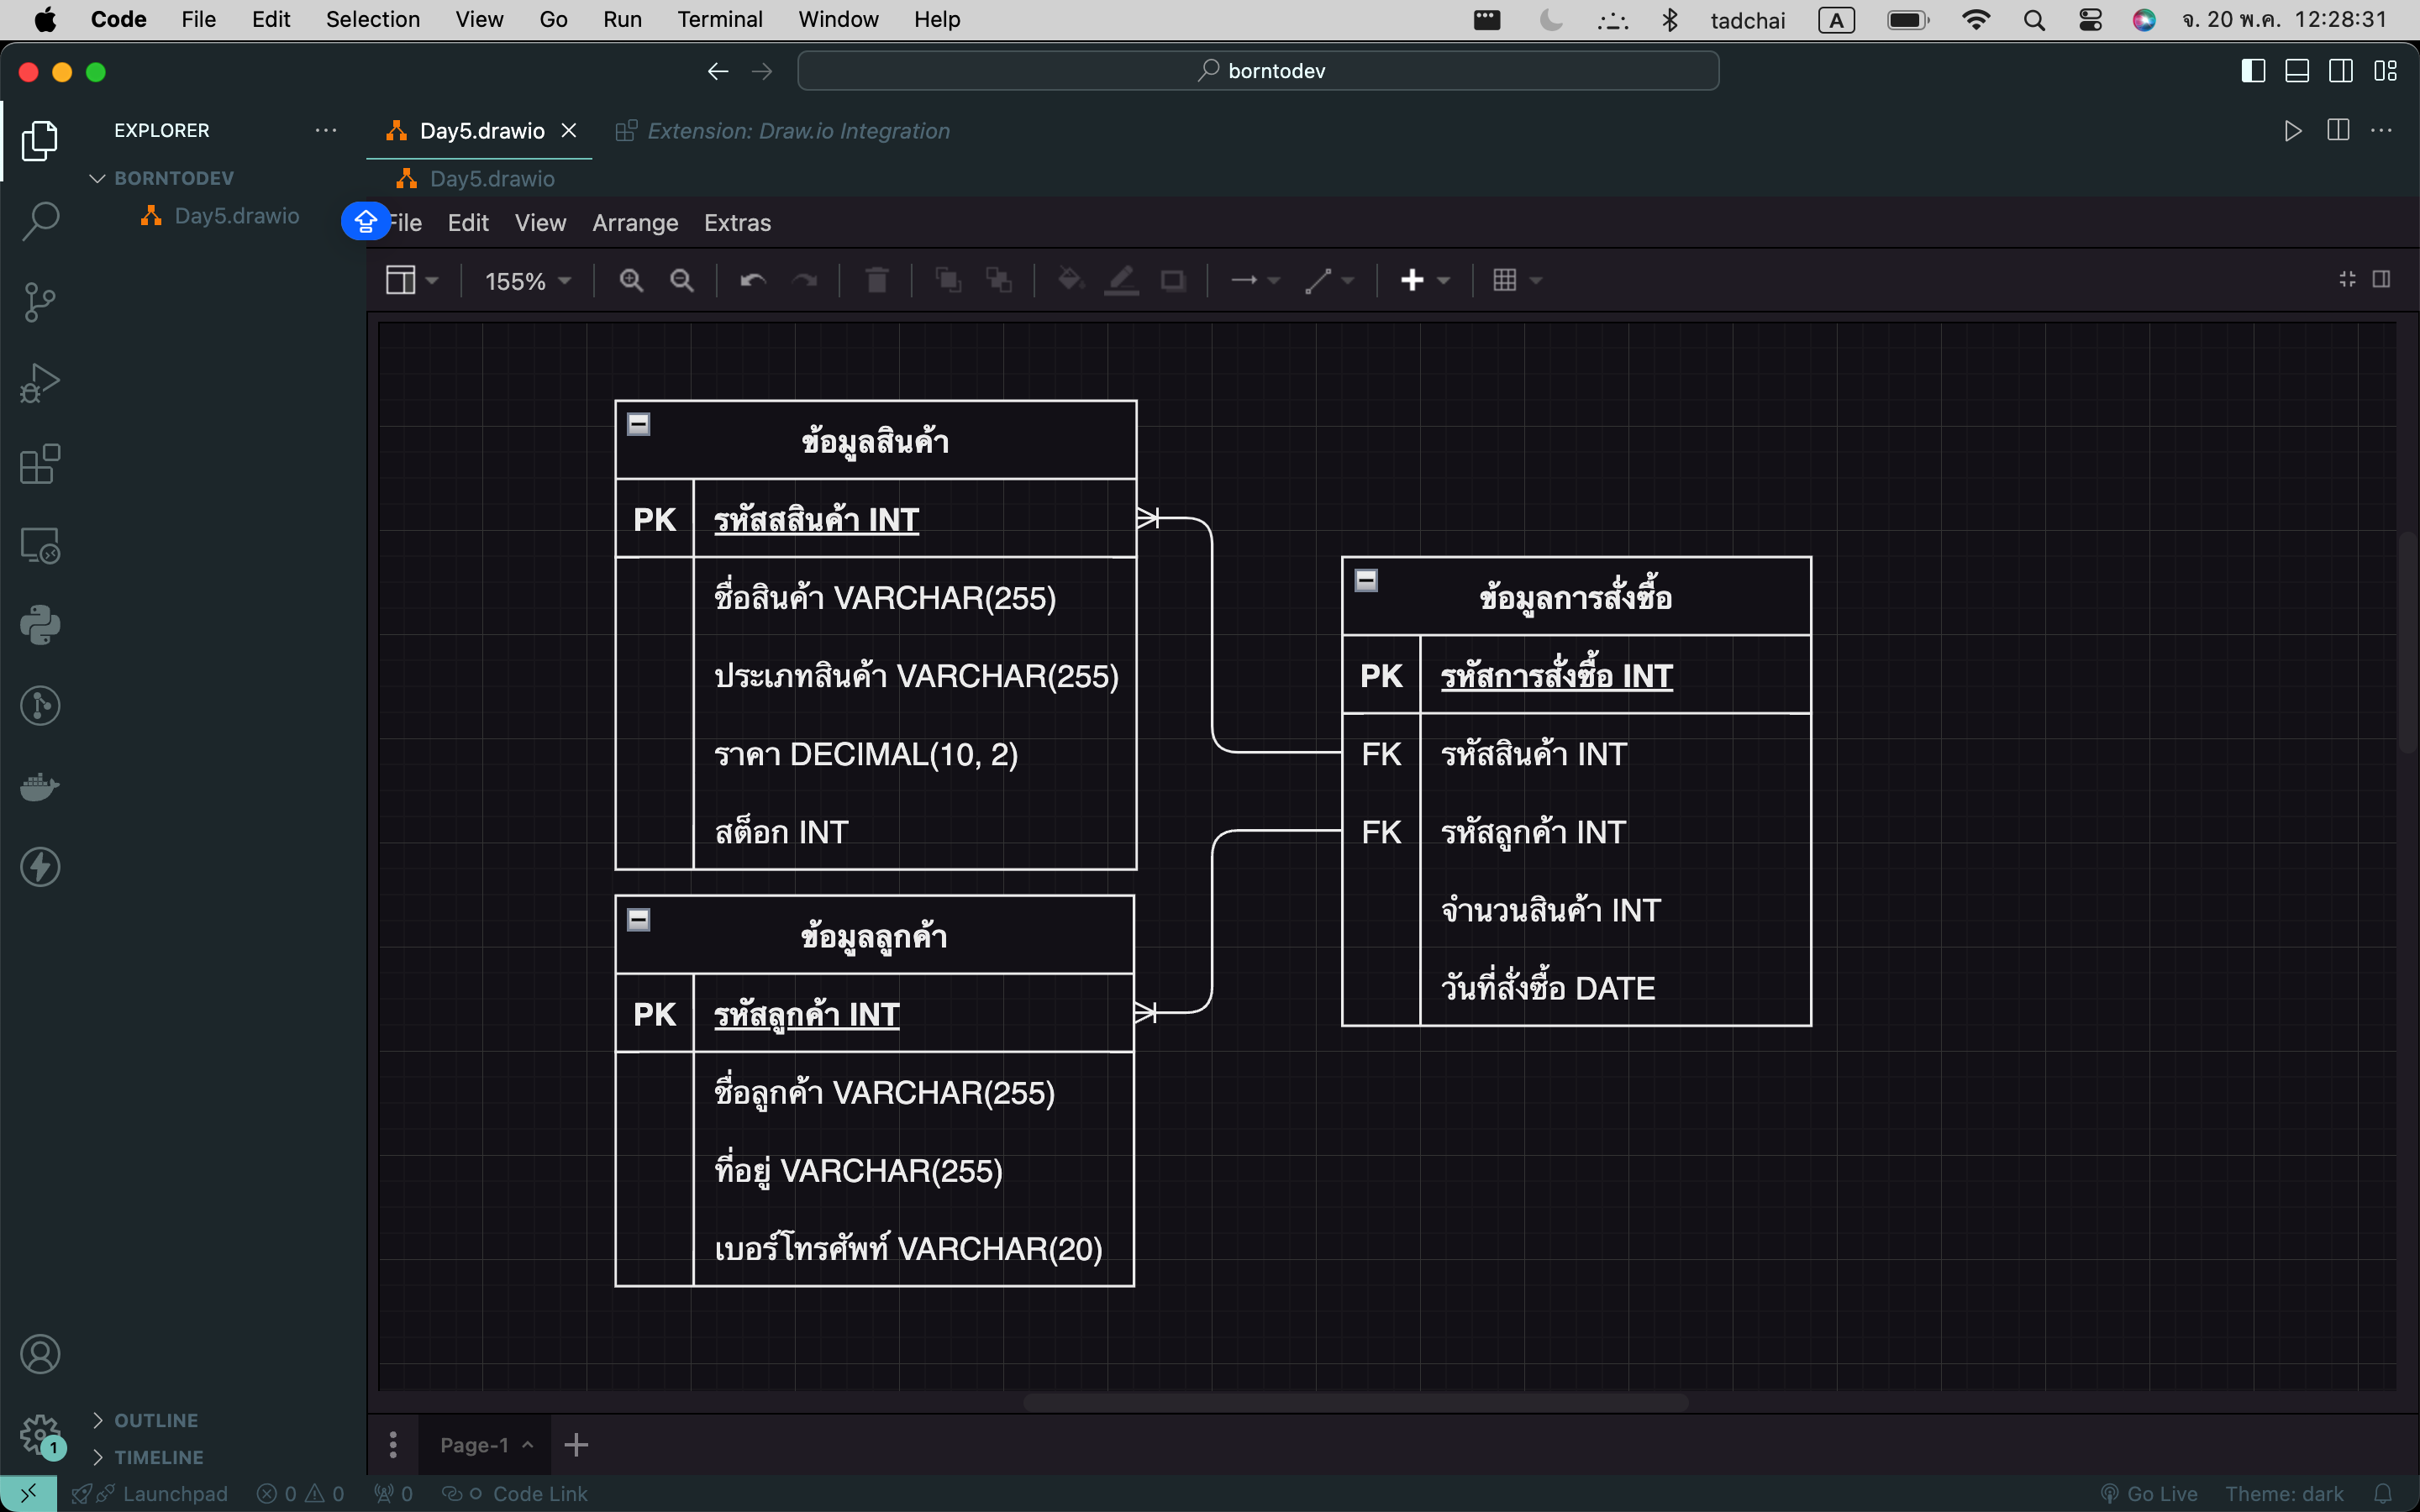 Code File Edit Selection View Go Run Terminal Window Help tadchai A จ. 20 พ.ค. 12:28:31
borntodev
EXPLORER
Day5.drawio
Extension: Draw.io Integration
BORNTODEV
Day5.drawio
Day5.drawio
File Edit View Arrange Extras
155%
ข้อมูลสินค้า
PK รหัสสสินค้า INT
ชื่อสินค้า VARCHAR(255)
ประเภทสินค้า VARCHAR(255)
ราคา DECIMAL(10, 2)
สต็อก INT
ข้อมูลการสั่งซื้อ
PK รหัสการสั่งซื้อ INT
FK รหัสสินค้า INT
FK รหัสลูกค้า INT
จำนวนสินค้า INT
วันที่สั่งซื้อ DATE
ข้อมูลลูกค้า
PK รหัสลูกค้า INT
ชื่อลูกค้า VARCHAR(255)
ที่อยู่ VARCHAR(255)
เบอร์โทรศัพท์ VARCHAR(20)
OUTLINE
TIMELINE
1
Page-1
Launchpad 0 0 0 Code Link Go Live Theme: dark